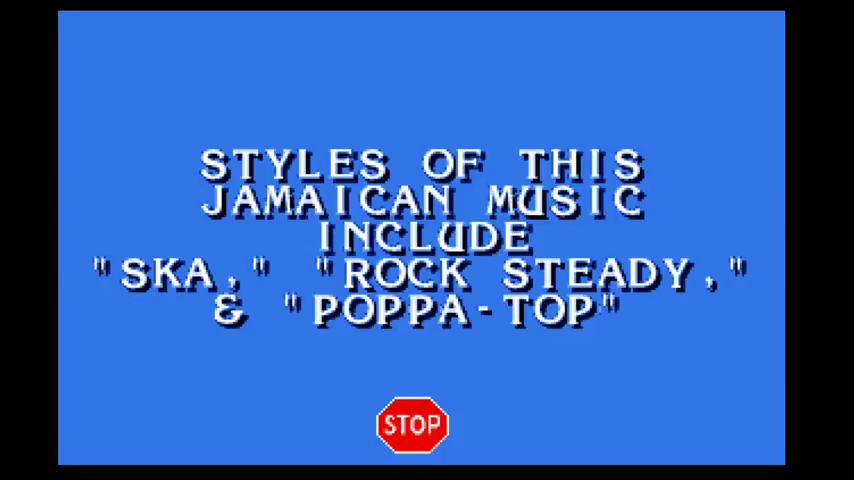 STYLES OF THIS
JAMAICAN MUSIC
INCLUDE
"SKA," "ROCK STEADY,"
& "POPPA-TOP"
STOP